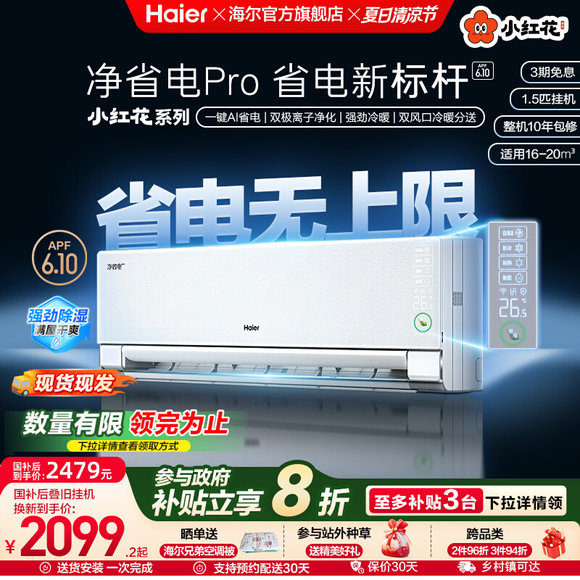 Haier × 海尔官方旗舰店 × 夏日清凉节
小红花
净省电Pro 省电新标杆
APF
6.10
小红花系列
一键AI省电 | 双极离子净化 | 强劲冷暖 | 双风口冷暖分送
3期免息
1.5匹挂机
整机10年包修
适用16-20m³
省电无上限
APF
6.10
净省电
Haier
26.5
26.5
强劲除湿
满屋干爽
现货现发
数量有限 领完为止
下拉详情查看领取方式
国补后
到手价: 2479元
国补后叠旧挂机
换新到手价:
¥2099.2起
参与政府
补贴立享8折
至多补贴3台 下拉详情领
晒单送
海尔兄弟空调被
参与站外种草
送精美好礼
跨品类
2件96折 3件94折
送货安装 一次完成
支持预约配送30天
保价30天
乡村镇可达